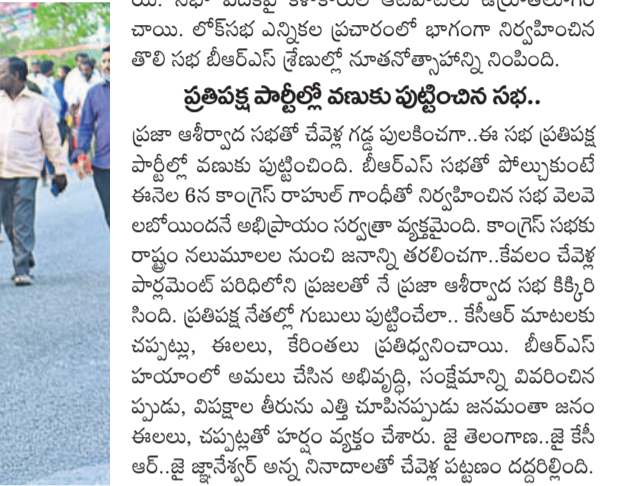 చాయి. లోక్‌సభ ఎన్నికల ప్రచారంలో భాగంగా నిర్వహించిన
తొలి సభ బీఆర్ఎస్ శ్రేణుల్లో నూతనోత్సాహాన్ని నింపింది.
ప్రతిపక్ష పార్టీల్లో వణుకు పుట్టించిన సభ..
ప్రజా ఆశీర్వాద సభతో చేవెళ్ల గడ్డ పులకించగా..ఈ సభ ప్రతిపక్ష
పార్టీల్లో వణుకు పుట్టించింది. బీఆర్ఎస్ సభతో పోల్చుకుంటే
ఈనెల 6న కాంగ్రెస్ రాహుల్ గాంధీతో నిర్వహించిన సభ వెలవె
లబోయిందనే అభిప్రాయం సర్వత్రా వ్యక్తమైంది. కాంగ్రెస్ సభకు
రాష్ట్రం నలుమూలల నుంచి జనాన్ని తరలించగా..కేవలం చేవెళ్ల
పార్లమెంట్ పరిధిలోని ప్రజలతో నే ప్రజా ఆశీర్వాద సభ కిక్కిరి
సింది. ప్రతిపక్ష నేతల్లో గుబులు పుట్టించేలా.. కేసీఆర్ మాటలకు
చప్పట్లు, ఈలలు, కేరింతలు ప్రతిధ్వనించాయి. బీఆర్ఎస్
హయాంలో అమలు చేసిన అభివృద్ధి, సంక్షేమాన్ని వివరించిన
ప్పుడు, విపక్షాల తీరును ఎత్తి చూపినప్పుడు జనమంతా జనం
ఈలలు, చప్పట్లతో హర్షం వ్యక్తం చేశారు. జై తెలంగాణ..జై కేసీ
ఆర్..జై జ్ఞానేశ్వర్ అన్న నినాదాలతో చేవెళ్ల పట్టణం దద్దరిల్లింది.